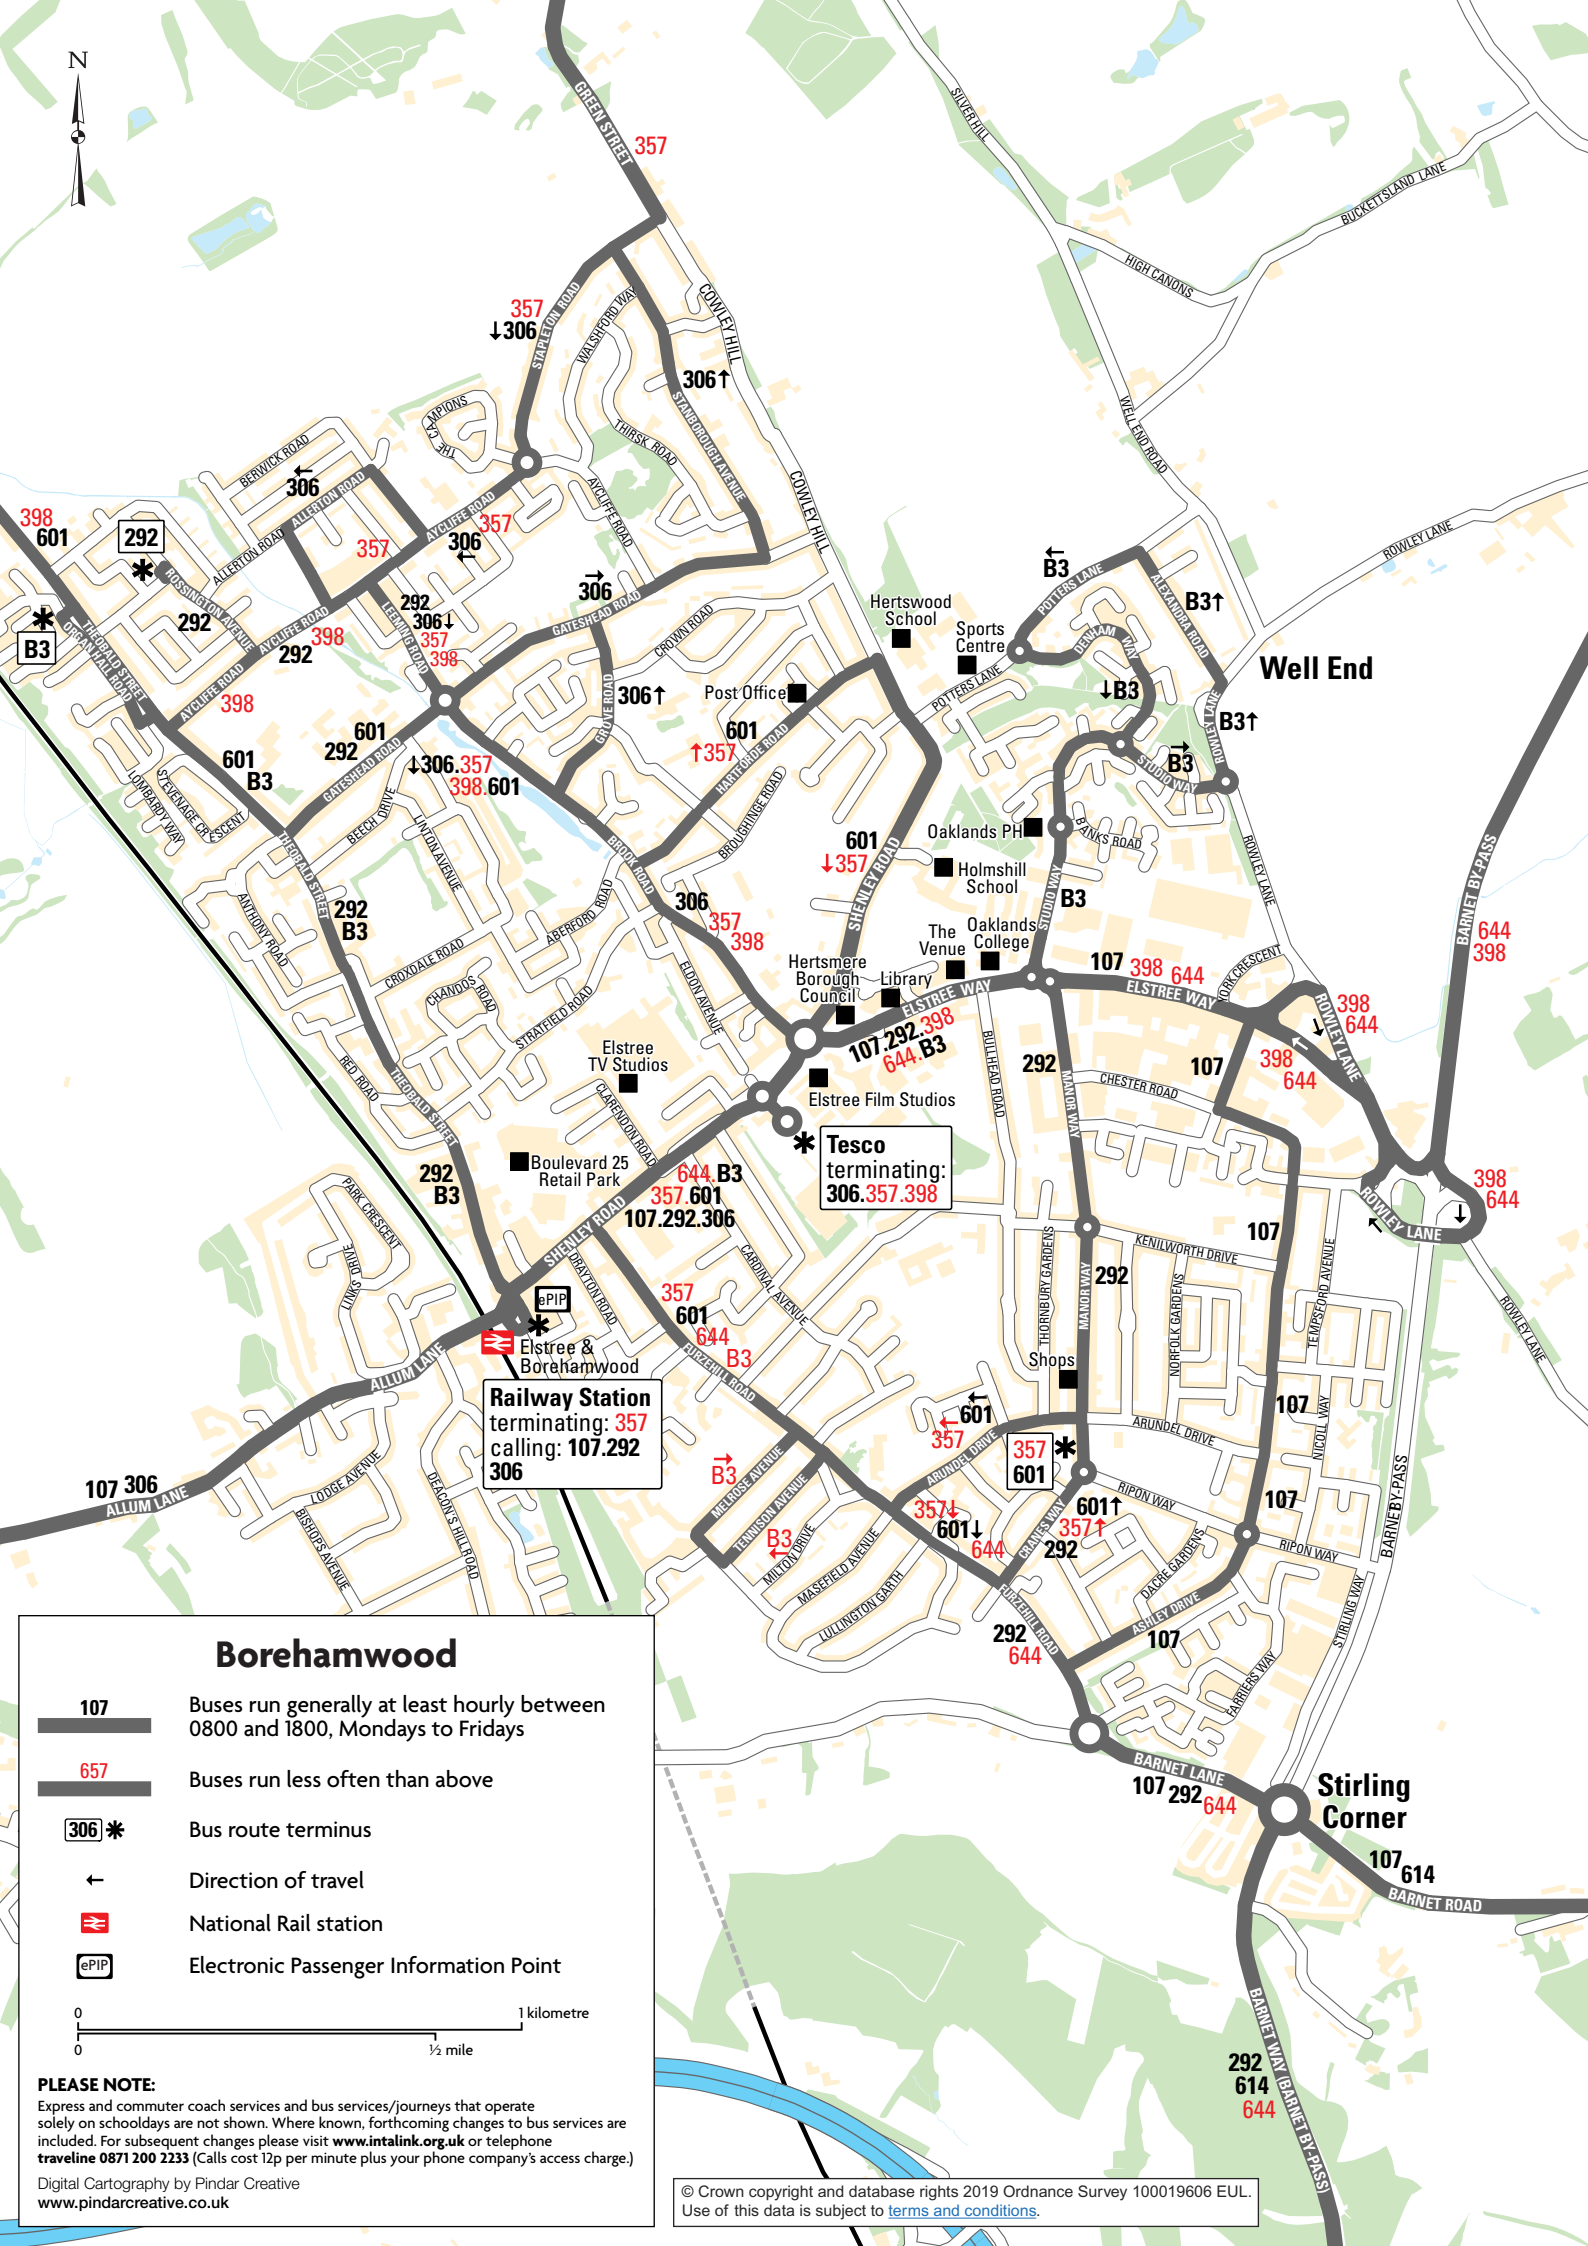 N
GREEN STREET
357
SILVER HILL
BUCKETTSLAND LANE
HIGH CANONS
COWLEY HILL
357
↓306
STAPLETON ROAD
WALSHFORD WAY
306↑
STANBOROUGH AVENUE
THIRSK ROAD
THE CAMPIONS
WELL END ROAD
BERWICK ROAD
←
306
ALLERTON ROAD
AYCLIFFE ROAD
357
306
←
AYCLIFFE ROAD
COWLEY HILL
ROWLEY LANE
398
601
292
ROSSINGTON AVENUE
ALLERTON ROAD
357
292
B3
THEOBALD STREET
ORGAN HALL ROAD
AYCLIFFE ROAD
398
292
292
306↓
357
398
LEEMING ROAD
→
306
GATESHEAD ROAD
CROWN ROAD
Hertswood
School
Sports
Centre
←
B3
POTTERS LANE
ALEXANDRA ROAD
B3↑
DENHAM WAY
Well End
POTTERS LANE
↓B3
ROWLEY LANE
B3↑
AYCLIFFE ROAD
398
GROVE ROAD
306↑
Post Office
601
↑357
HARTFORDE ROAD
601
B3
601
292
GATESHEAD ROAD
↓306.357
398.601
LOMBARDY WAY
STEVENAGE CRESCENT
BEECH DRIVE
LINTON AVENUE
→
B3
STUDIO WAY
BROUGHINGE ROAD
Oaklands PH
BANKS ROAD
ROWLEY LANE
THEOBALD STREET
BROOK ROAD
601
↓357
SHENLEY ROAD
Holmshill
School
STUDIO WAY
B3
BARNET BY-PASS
644
398
ANTHONY ROAD
292
B3
306
357
398
ABERFORD ROAD
CROXDALE ROAD
CHANDOS ROAD
STRATFIELD ROAD
ELDON AVENUE
The
Venue
Oaklands
College
Hertsmere
Borough
Council
Library
ELSTREE WAY
107.292.398
644.B3
107 398 644
ELSTREE WAY
YORK CRESCENT
ROWLEY LANE
398
644
398
644
RED ROAD
THEOBALD STREET
Elstree
TV Studios
CLARENDON ROAD
Elstree Film Studios
BULLHEAD ROAD
292
MANOR WAY
CHESTER ROAD
107
Tesco
terminating:
306.357.398
Boulevard 25
Retail Park
292
B3
644.B3
357.601
107.292.306
SHENLEY ROAD
PARK CRESCENT
LINKS DRIVE
398
644
ROWLEY LANE
107
KENILWORTH DRIVE
THORNBURY GARDENS
MANOR WAY
292
NORFOLK GARDENS
TEMPSFORD AVENUE
DRAYTON ROAD
CARDINAL AVENUE
ePIP
Elstree &
Borehamwood
357
601
644
B3
FURZEHILL ROAD
ROWLEY LANE
ALLUM LANE
Railway Station
terminating: 357
calling: 107.292
306
Shops
←
601
←
357
ARUNDEL DRIVE
357
601
ARUNDEL DRIVE
107
NICOLL WAY
107 306
ALLUM LANE
LODGE AVENUE
BISHOPS AVENUE
DEACON'S HILL ROAD
→
B3
MELROSE AVENUE
TENNISON AVENUE
B3
←
MILTON DRIVE
MASEFIELD AVENUE
LULLINGTON GARTH
357↓
601↓
644
601↑
357↑
292
CRANES WAY
RIPON WAY
107
RIPON WAY
BARNET BY-PASS
DACRE GARDENS
STIRLING WAY
FURZEHILL ROAD
292
644
ASHLEY DRIVE
107
FARRIERS WAY
BARNET LANE
107 292 644
Stirling
Corner
107
614
BARNET ROAD
BARNET WAY (BARNET BY-PASS)
292
614
644
Borehamwood
107
Buses run generally at least hourly between
0800 and 1800, Mondays to Fridays
657
Buses run less often than above
306
Bus route terminus
←
Direction of travel
National Rail station
ePIP
Electronic Passenger Information Point
0 1 kilometre
0 ½ mile
PLEASE NOTE:
Express and commuter coach services and bus services/journeys that operate
solely on schooldays are not shown. Where known, forthcoming changes to bus services are
included. For subsequent changes please visit www.intalink.org.uk or telephone
traveline 0871 200 2233 (Calls cost 12p per minute plus your phone company's access charge.)
Digital Cartography by Pindar Creative
www.pindarcreative.co.uk
© Crown copyright and database rights 2019 Ordnance Survey 100019606 EUL.
Use of this data is subject to terms and conditions.